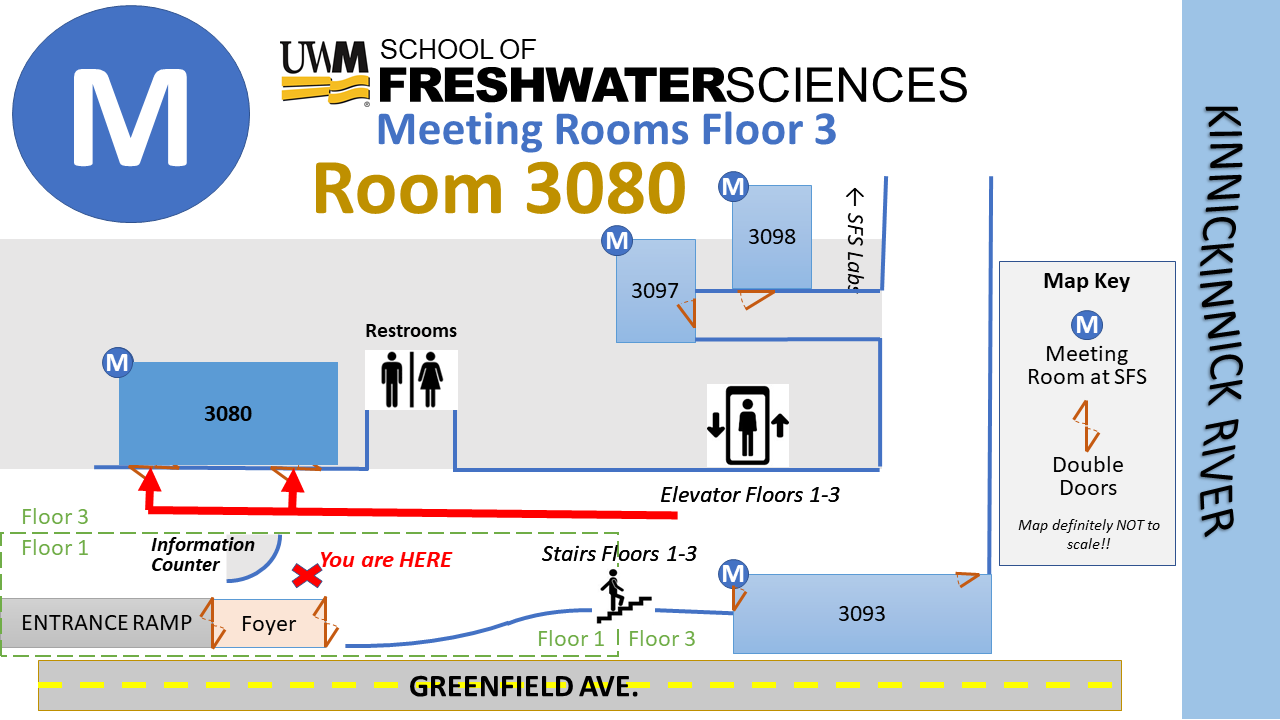 M
UWM
SCHOOL OF
FRESHWATERSCIENCES
®
Meeting Rooms Floor 3
Room 3080
M
3098
← SFS Labs
M
3097
Restrooms
M
3080
Elevator Floors 1-3
Floor 3
Floor 1
Information
Counter
You are HERE
Stairs Floors 1-3
M
3093
ENTRANCE RAMP
Foyer
Floor 1
Floor 3
GREENFIELD AVE.
Map Key
M
Meeting
Room at SFS
Double
Doors
Map definitely NOT to
scale!!
KINNICKINNICK RIVER